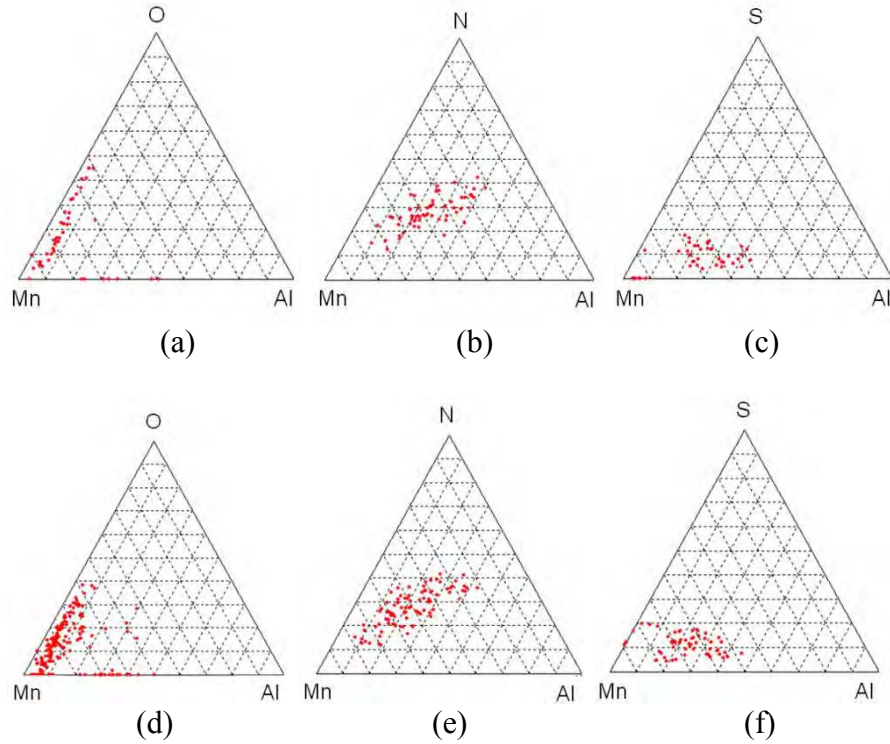 O N S
Mn Al Mn Al Mn Al
(a) (b) (c)
O N S
Mn Al Mn Al Mn Al
(d) (e) (f)